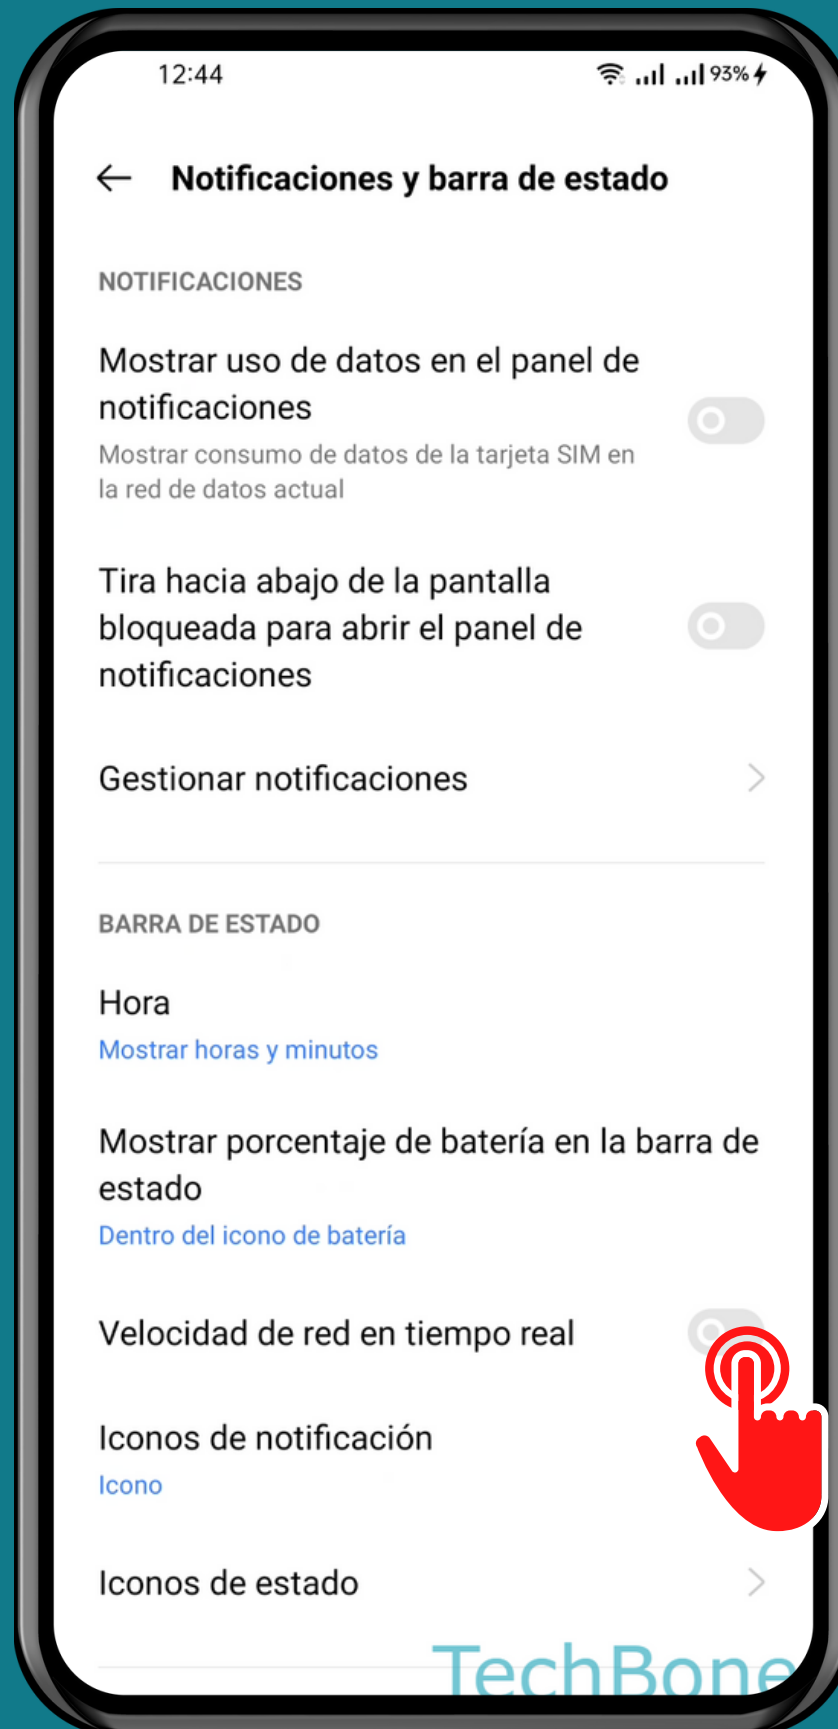 12:44
93%
Notificaciones y barra de estado
NOTIFICACIONES
Mostrar uso de datos en el panel de
notificaciones
Mostrar consumo de datos de la tarjeta SIM en
la red de datos actual
Tira hacia abajo de la pantalla
bloqueada para abrir el panel de
notificaciones
Gestionar notificaciones
BARRA DE ESTADO
Hora
Mostrar horas y minutos
Mostrar porcentaje de batería en la barra de
estado
Dentro del icono de batería
Velocidad de red en tiempo real
Iconos de notificación
Icono
Iconos de estado
TechBone